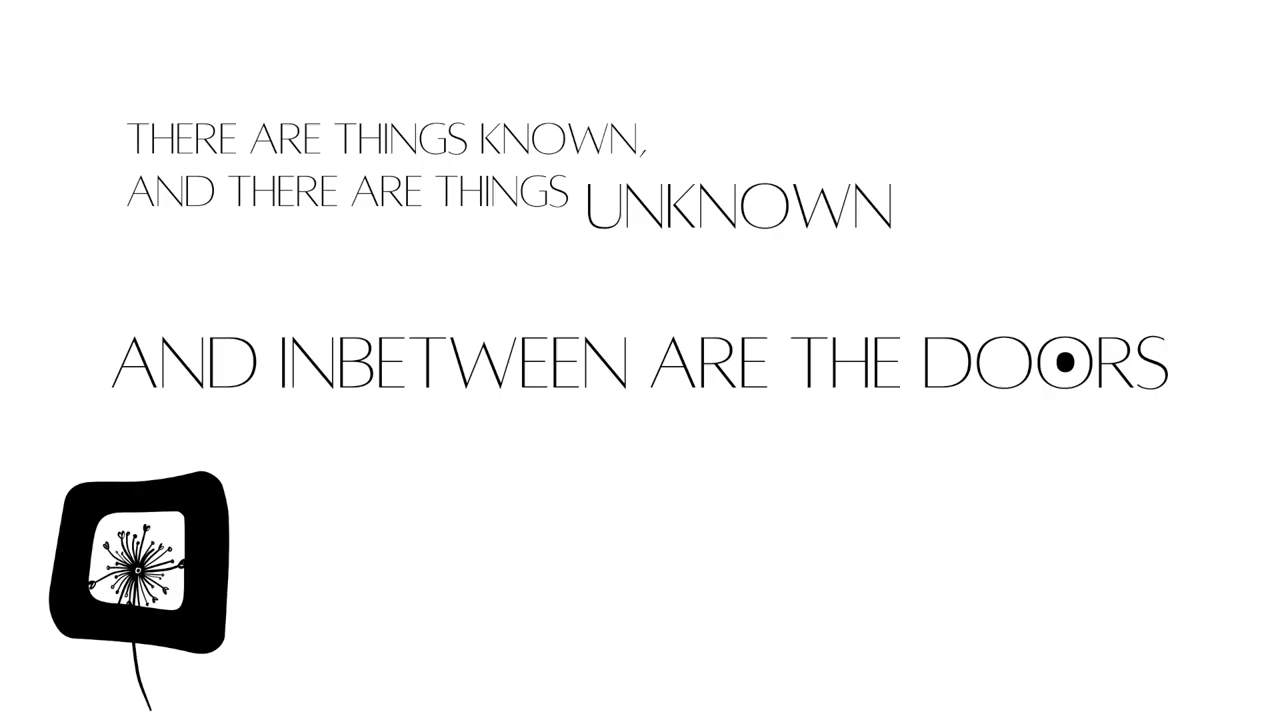 THERE ARE THINGS KNOWN,
AND THERE ARE THINGS UNKNOWN
AND INBETWEEN ARE THE DOORS